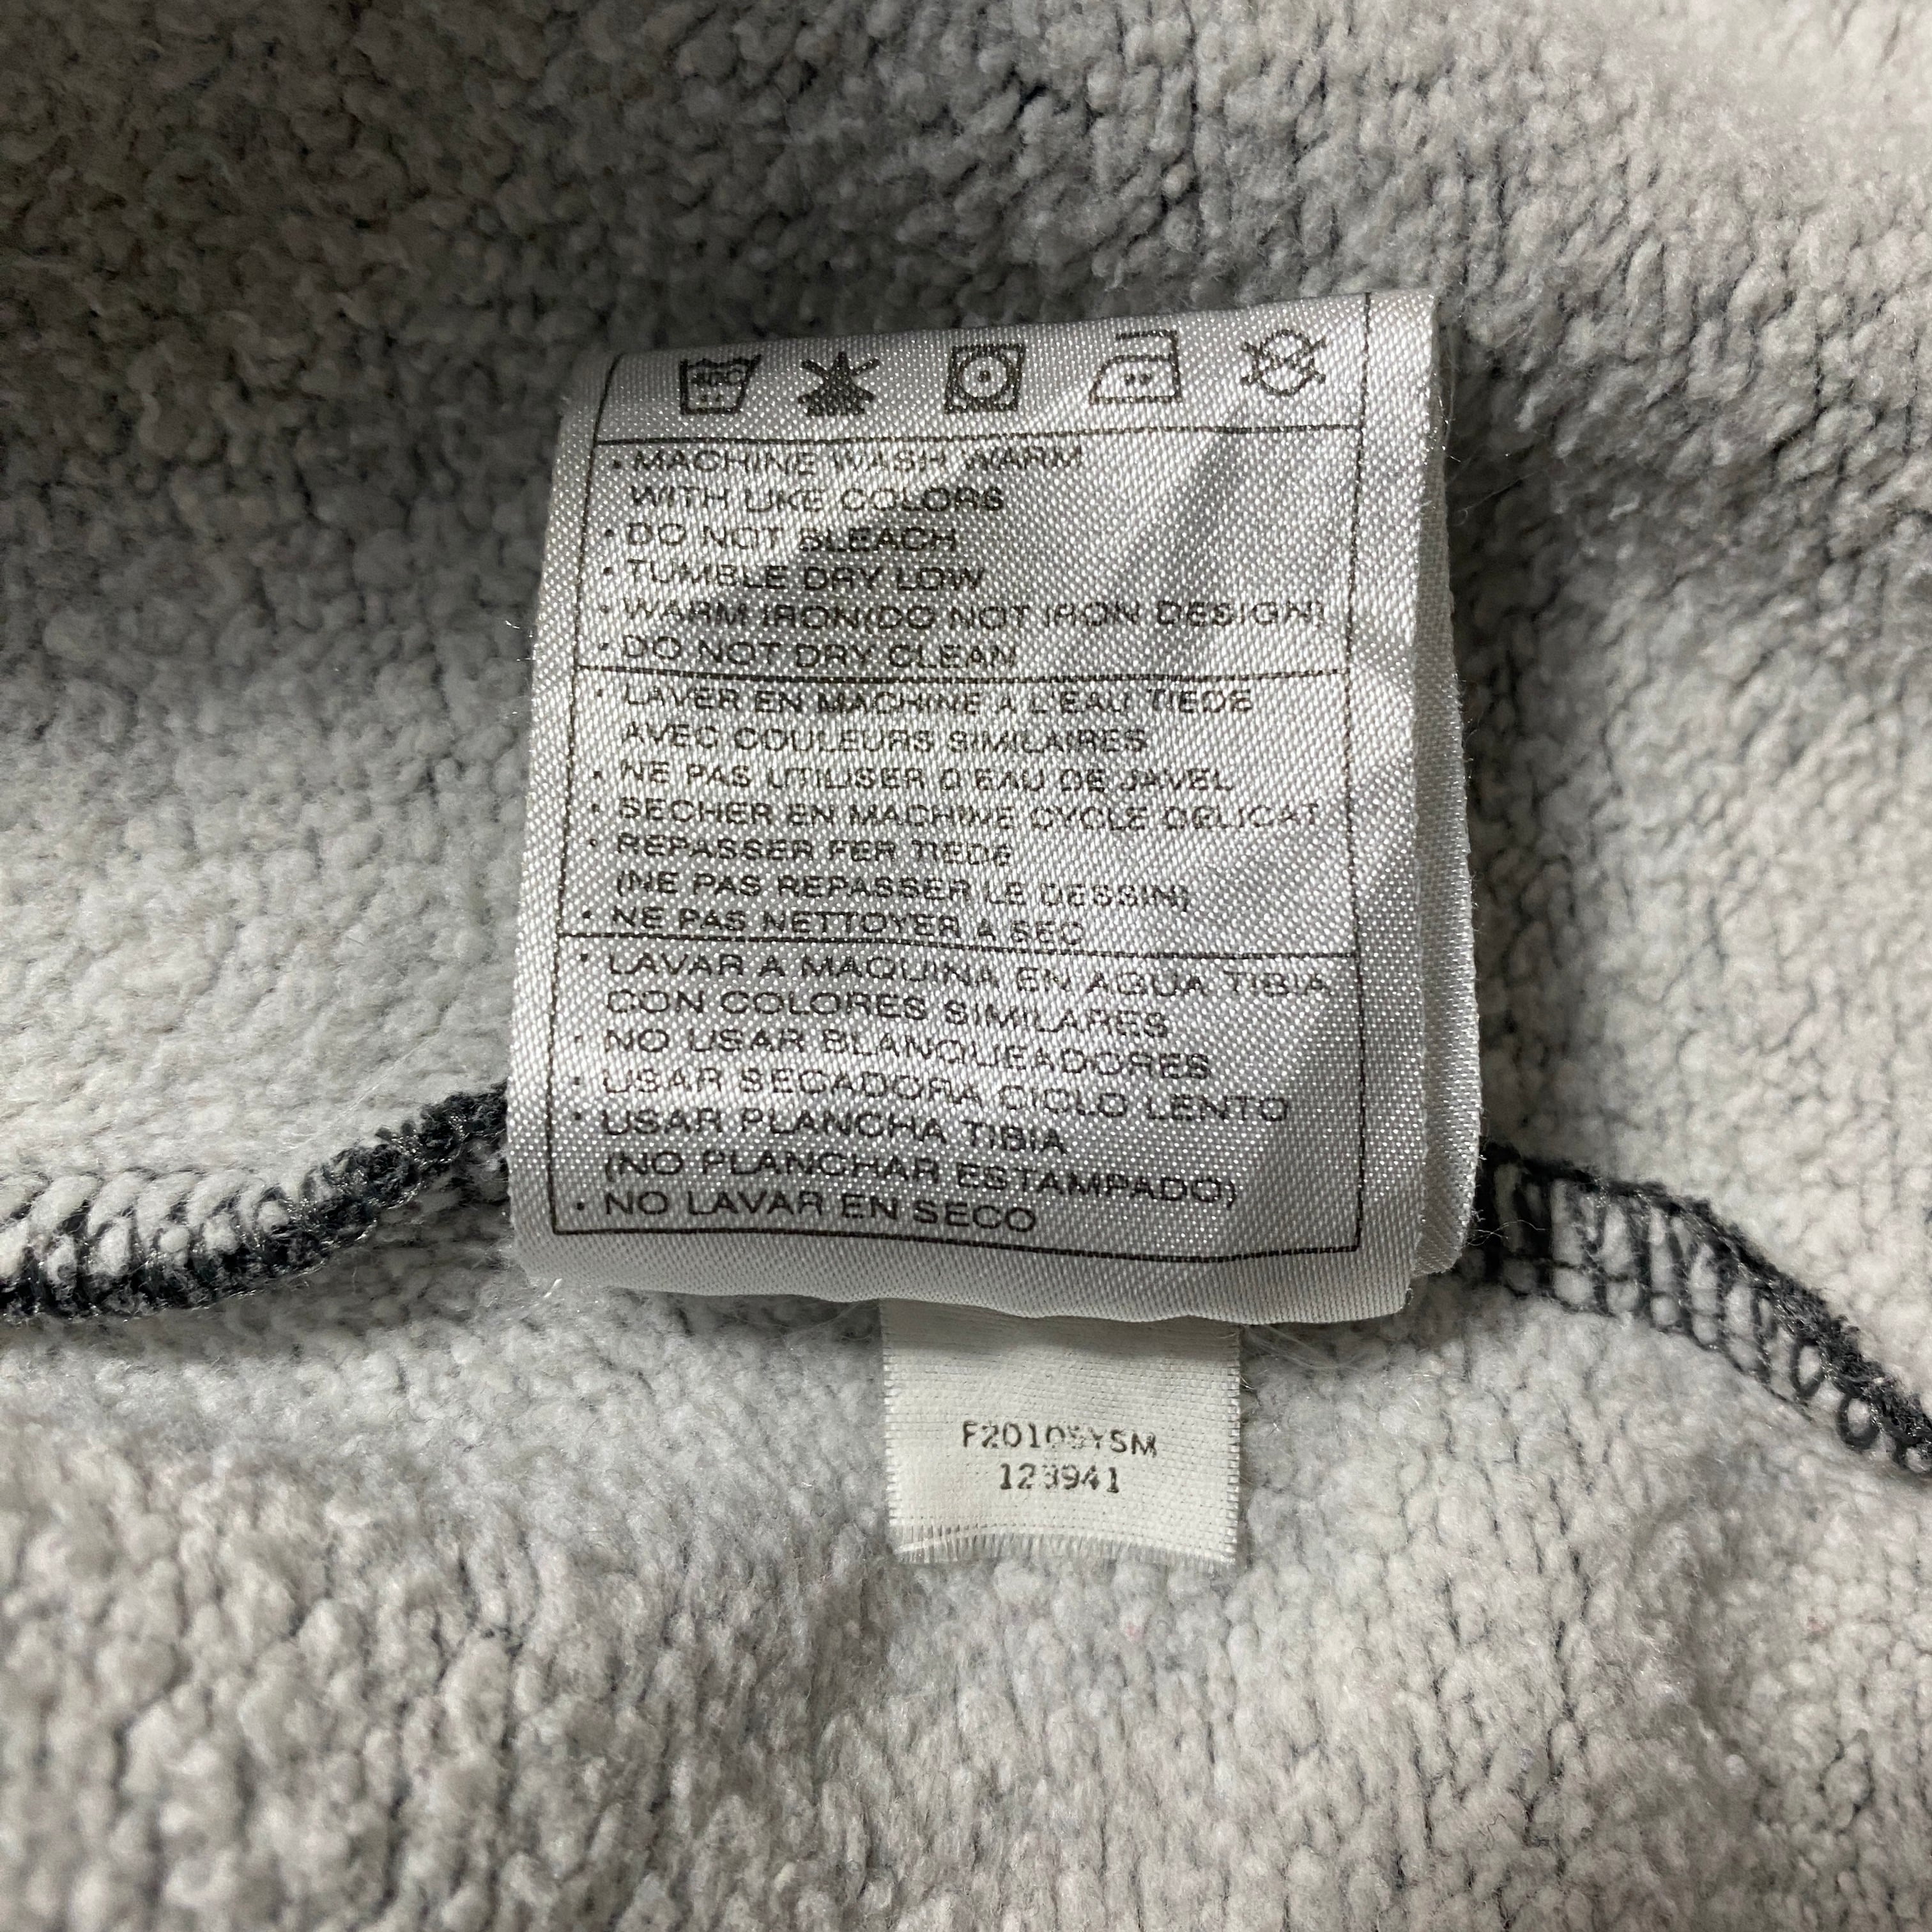 40C
• MACHINE WASH WARM
WITH LIKE COLORS
• DO NOT BLEACH
• TUMBLE DRY LOW
• WARM IRON(DO NOT IRON DESIGN)
• DO NOT DRY CLEAN
• LAVER EN MACHINE A L'EAU TIEDE
AVEC COULEURS SIMILAIRES
• NE PAS UTILISER D'EAU DE JAVEL
• SECHER EN MACHINE CYCLE DELICAT
• REPASSER FER TIEDE
(NE PAS REPASSER LE DESSIN)
• NE PAS NETTOYER A SEC
• LAVAR A MAQUINA EN AGUA TIBIA
CON COLORES SIMILARES
• NO USAR BLANQUEADORES
• USAR SECADORA CICLO LENTO
• USAR PLANCHA TIBIA
(NO PLANCHAR ESTAMPADO)
• NO LAVAR EN SECO
123941